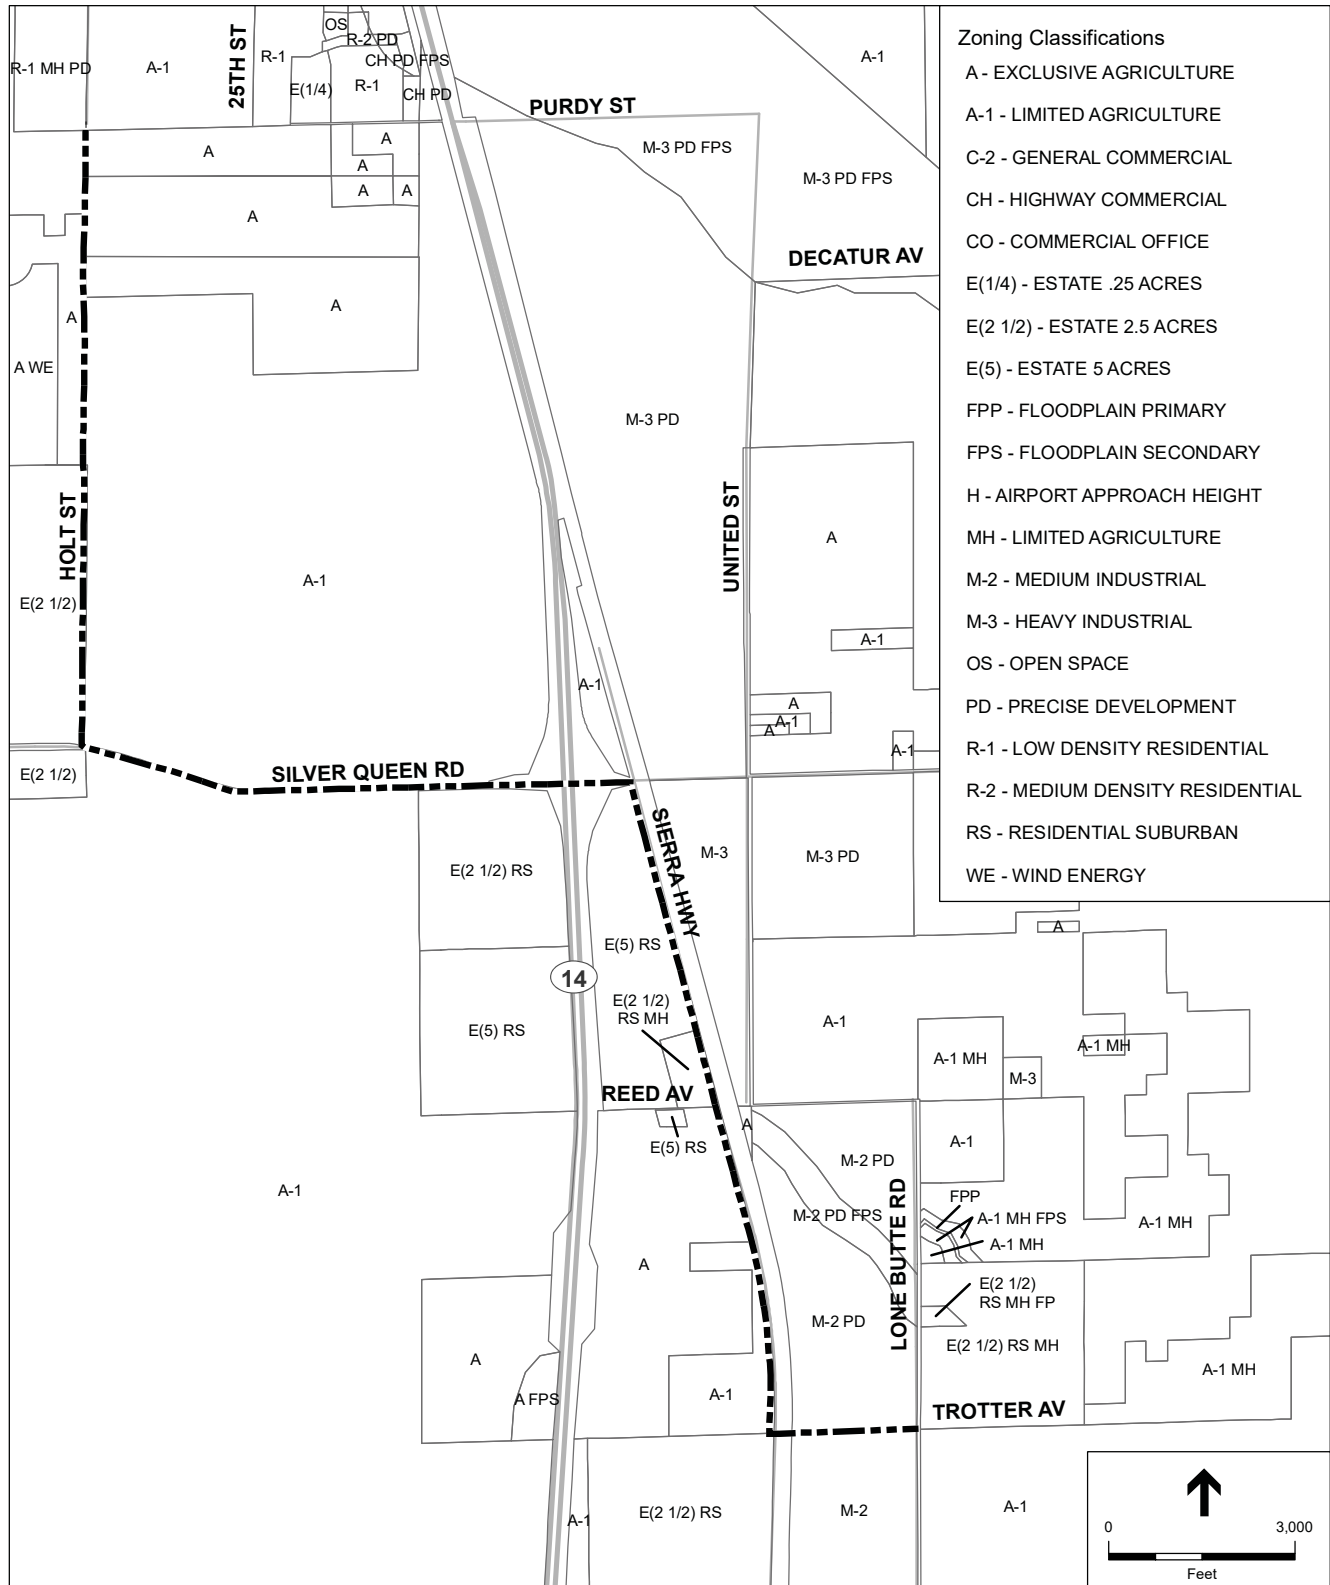 OS
R-2 PD
CH PD FPS
R-1 MH PD
A-1
25TH ST
R-1
E(1/4)
R-1
CH PD
A-1
PURDY ST
M-3 PD FPS
M-3 PD FPS
A
A
A
A
A
A
DECATUR AV
A
A
A WE
M-3 PD
HOLT ST
UNITED ST
A
E(2 1/2)
A-1
A-1
A-1
A
A-1
A
A-1
E(2 1/2)
SILVER QUEEN RD
SIERRA HWY
E(2 1/2) RS
M-3
M-3 PD
A
E(5) RS
14
E(2 1/2)
RS MH
E(5) RS
A-1
A-1 MH
A-1 MH
M-3
REED AV
A
E(5) RS
A-1
M-2 PD
A-1
LONE BUTTE RD
FPP
A-1 MH FPS
A-1 MH
M-2 PD FPS
A-1 MH
A
E(2 1/2)
RS MH FP
M-2 PD
E(2 1/2) RS MH
A
A FPS
A-1
A-1 MH
TROTTER AV
A-1
E(2 1/2) RS
M-2
A-1
Zoning Classifications
A - EXCLUSIVE AGRICULTURE
A-1 - LIMITED AGRICULTURE
C-2 - GENERAL COMMERCIAL
CH - HIGHWAY COMMERCIAL
CO - COMMERCIAL OFFICE
E(1/4) - ESTATE .25 ACRES
E(2 1/2) - ESTATE 2.5 ACRES
E(5) - ESTATE 5 ACRES
FPP - FLOODPLAIN PRIMARY
FPS - FLOODPLAIN SECONDARY
H - AIRPORT APPROACH HEIGHT
MH - LIMITED AGRICULTURE
M-2 - MEDIUM INDUSTRIAL
M-3 - HEAVY INDUSTRIAL
OS - OPEN SPACE
PD - PRECISE DEVELOPMENT
R-1 - LOW DENSITY RESIDENTIAL
R-2 - MEDIUM DENSITY RESIDENTIAL
RS - RESIDENTIAL SUBURBAN
WE - WIND ENERGY
0 3,000
Feet